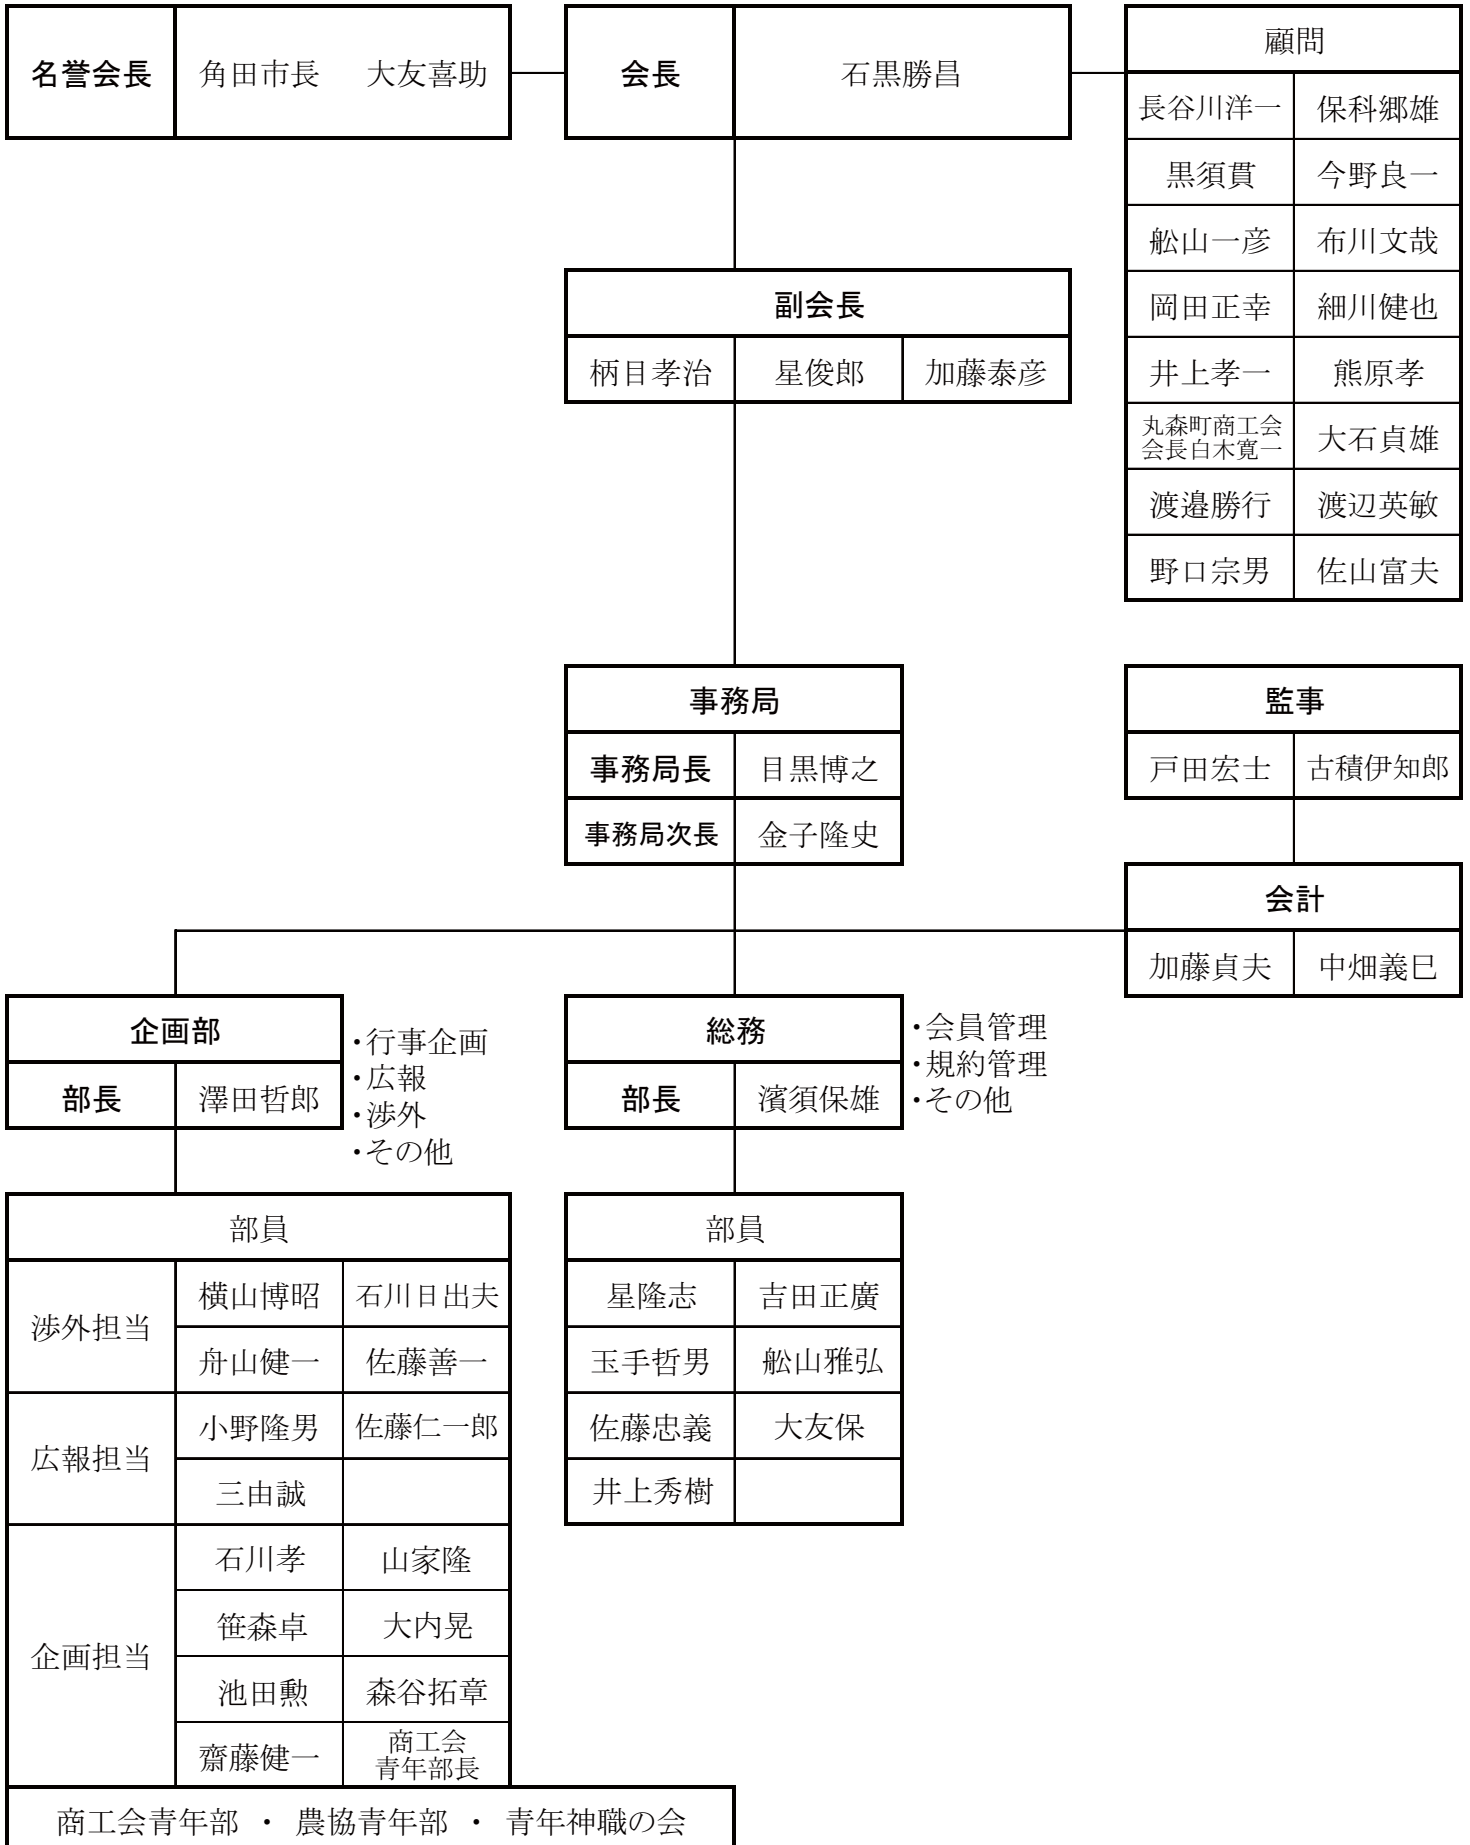 名誉会長 角田市長 大友喜助
会長 石黒勝昌
顧問
長谷川洋一 保科郷雄
黒須貫 今野良一
舩山一彦 布川文哉
岡田正幸 細川健也
井上孝一 熊原孝
丸森町商工会
会長白木寛一
大石貞雄
渡邉勝行 渡辺英敏
野口宗男 佐山富夫
副会長
柄目孝治 星俊郎 加藤泰彦
事務局
事務局長 目黒博之
事務局次長 金子隆史
監事
戸田宏士 古積伊知郎
会計
加藤貞夫 中畑義巳
企画部
部長 澤田哲郎
・行事企画
・広報
・渉外
・その他
総務
部長 濱須保雄
・会員管理
・規約管理
・その他
部員
渉外担当
横山博昭 石川日出夫
舟山健一 佐藤善一
広報担当
小野隆男 佐藤仁一郎
三由誠
企画担当
石川孝 山家隆
笹森卓 大内晃
池田勲 森谷拓章
齋藤健一
商工会
青年部長
商工会青年部 ・ 農協青年部 ・ 青年神職の会
部員
星隆志 吉田正廣
玉手哲男 舩山雅弘
佐藤忠義 大友保
井上秀樹